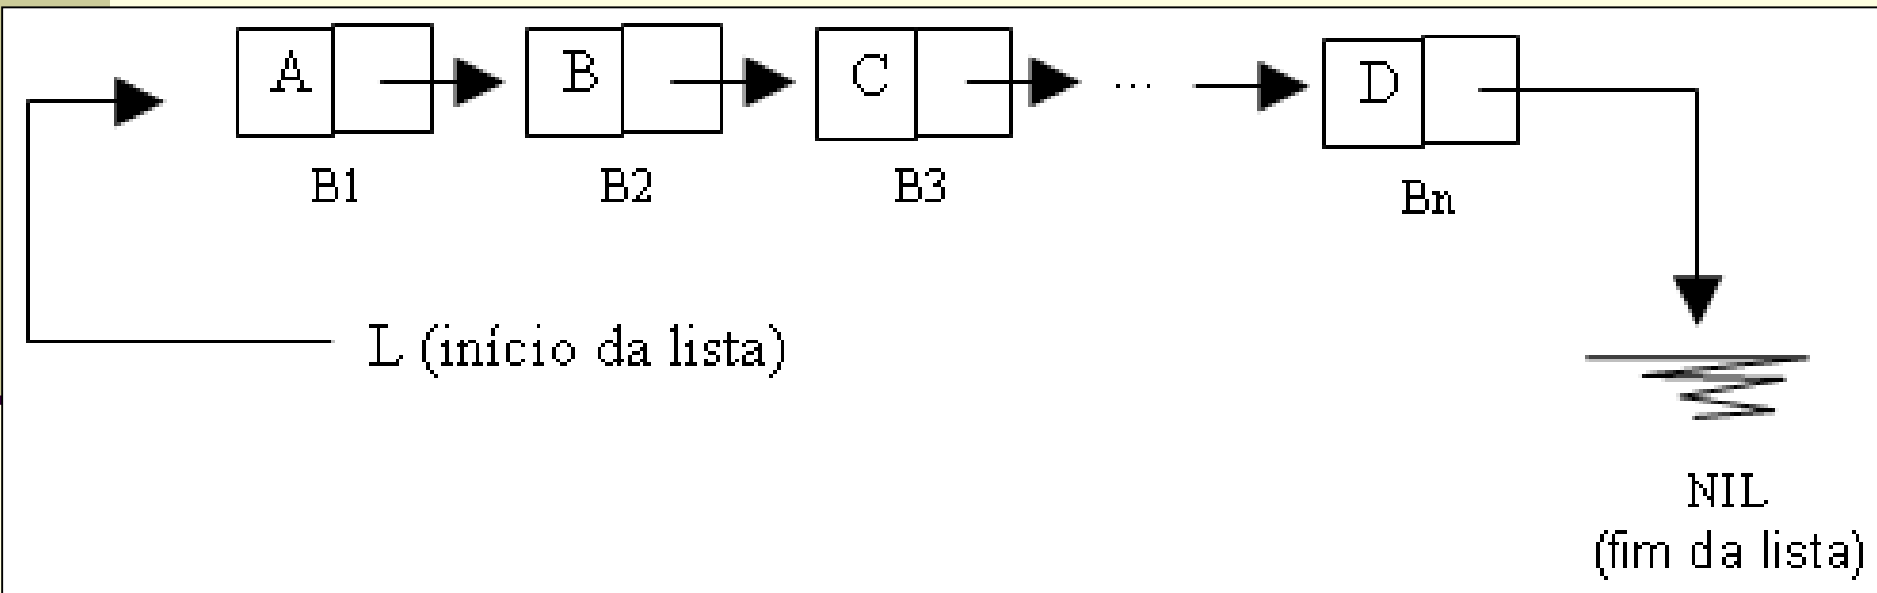 A B C ... D
B1 B2 B3 Bn
L (início da lista)
NIL
(fim da lista)